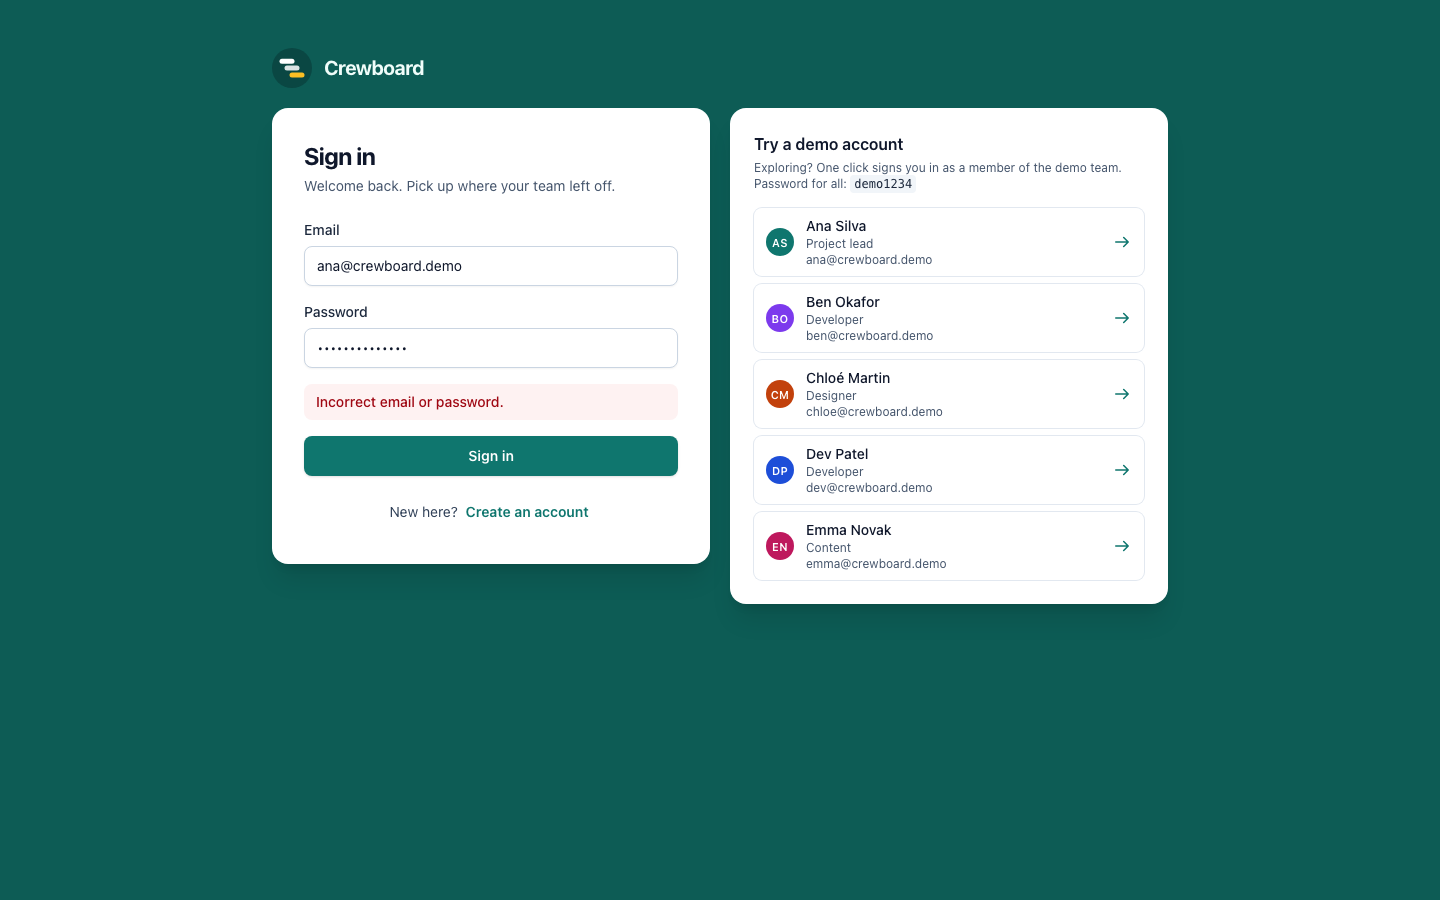 Crewboard
Sign in
Welcome back. Pick up where your team left off.
Email
ana@crewboard.demo
Password
••••••••••••••
Incorrect email or password.
Sign in
New here? Create an account
Try a demo account
Exploring? One click signs you in as a member of the demo team.
Password for all: demo1234
AS
Ana Silva
Project lead
ana@crewboard.demo
BO
Ben Okafor
Developer
ben@crewboard.demo
CM
Chloé Martin
Designer
chloe@crewboard.demo
DP
Dev Patel
Developer
dev@crewboard.demo
EN
Emma Novak
Content
emma@crewboard.demo